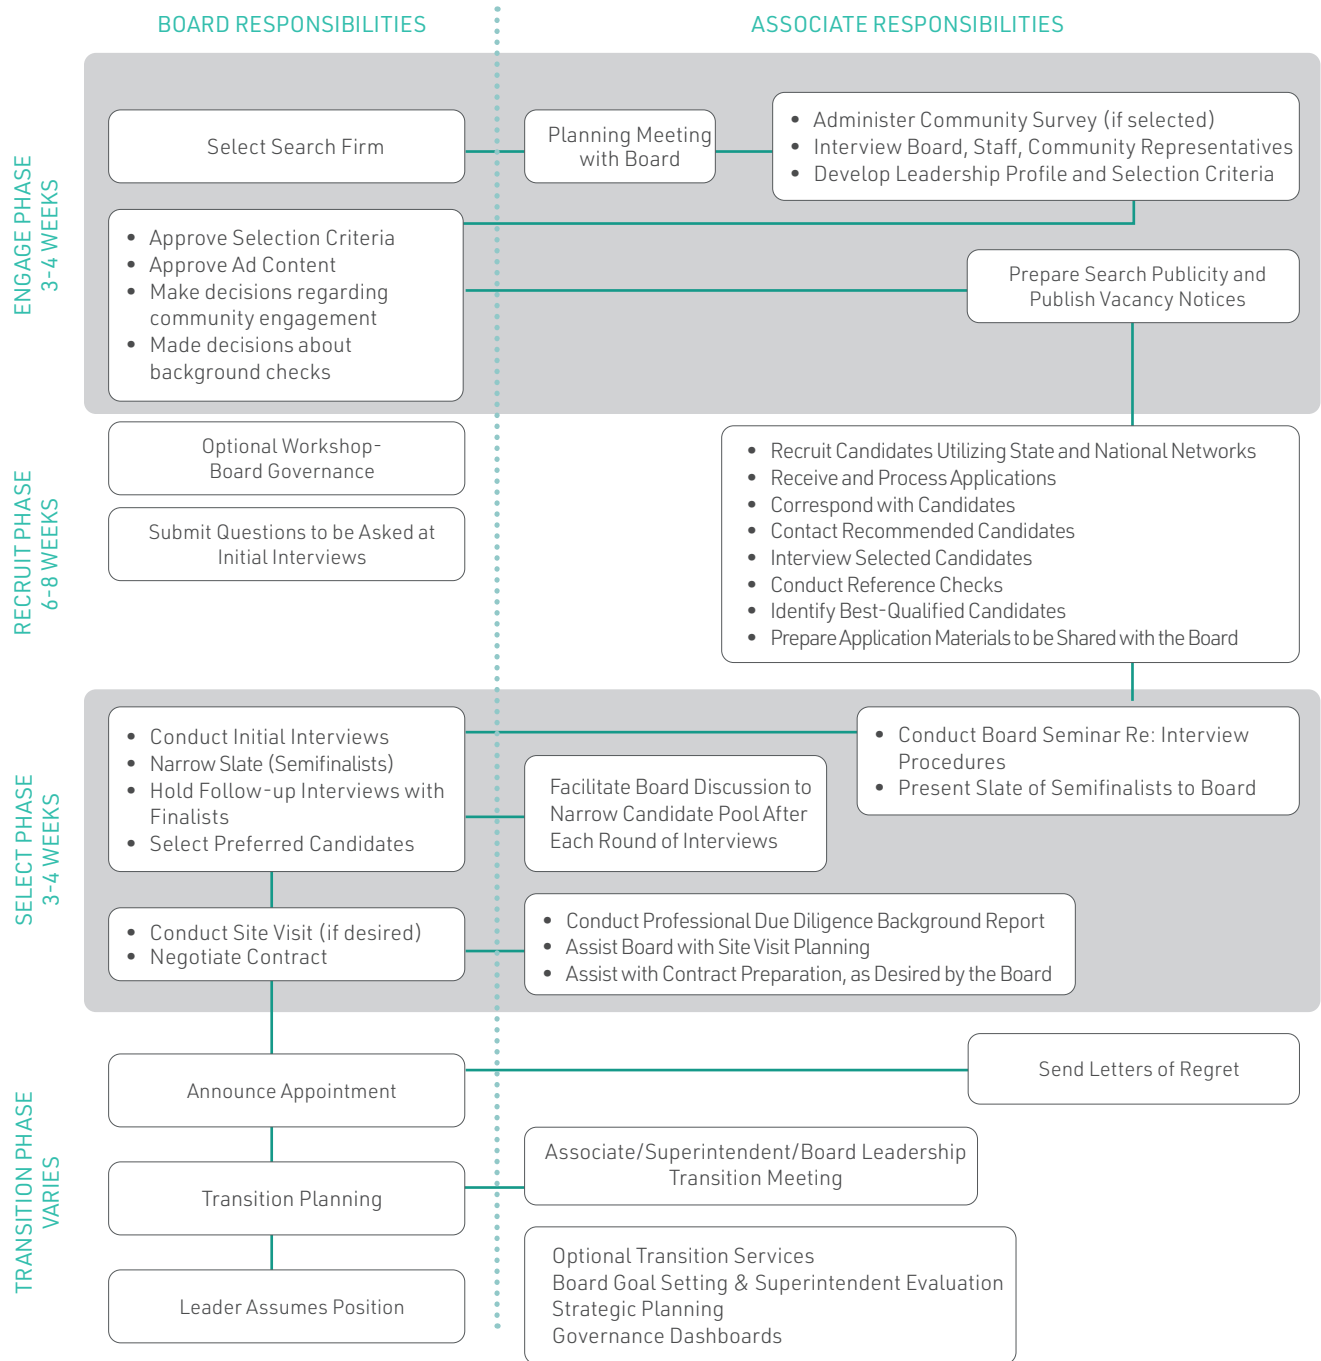 BOARD RESPONSIBILITIES
ASSOCIATE RESPONSIBILITIES
ENGAGE PHASE
3-4 WEEKS
Select Search Firm
Planning Meeting
with Board
• Administer Community Survey (if selected)
• Interview Board, Staff, Community Representatives
• Develop Leadership Profile and Selection Criteria
• Approve Selection Criteria
• Approve Ad Content
• Make decisions regarding
community engagement
• Made decisions about
background checks
Prepare Search Publicity and
Publish Vacancy Notices
RECRUIT PHASE
6-8 WEEKS
Optional Workshop-
Board Governance
Submit Questions to be Asked at
Initial Interviews
• Recruit Candidates Utilizing State and National Networks
• Receive and Process Applications
• Correspond with Candidates
• Contact Recommended Candidates
• Interview Selected Candidates
• Conduct Reference Checks
• Identify Best-Qualified Candidates
• Prepare Application Materials to be Shared with the Board
SELECT PHASE
3-4 WEEKS
• Conduct Initial Interviews
• Narrow Slate (Semifinalists)
• Hold Follow-up Interviews with
Finalists
• Select Preferred Candidates
Facilitate Board Discussion to
Narrow Candidate Pool After
Each Round of Interviews
• Conduct Board Seminar Re: Interview
Procedures
• Present Slate of Semifinalists to Board
• Conduct Site Visit (if desired)
• Negotiate Contract
• Conduct Professional Due Diligence Background Report
• Assist Board with Site Visit Planning
• Assist with Contract Preparation, as Desired by the Board
TRANSITION PHASE
VARIES
Announce Appointment
Send Letters of Regret
Transition Planning
Associate/Superintendent/Board Leadership
Transition Meeting
Leader Assumes Position
Optional Transition Services
Board Goal Setting & Superintendent Evaluation
Strategic Planning
Governance Dashboards